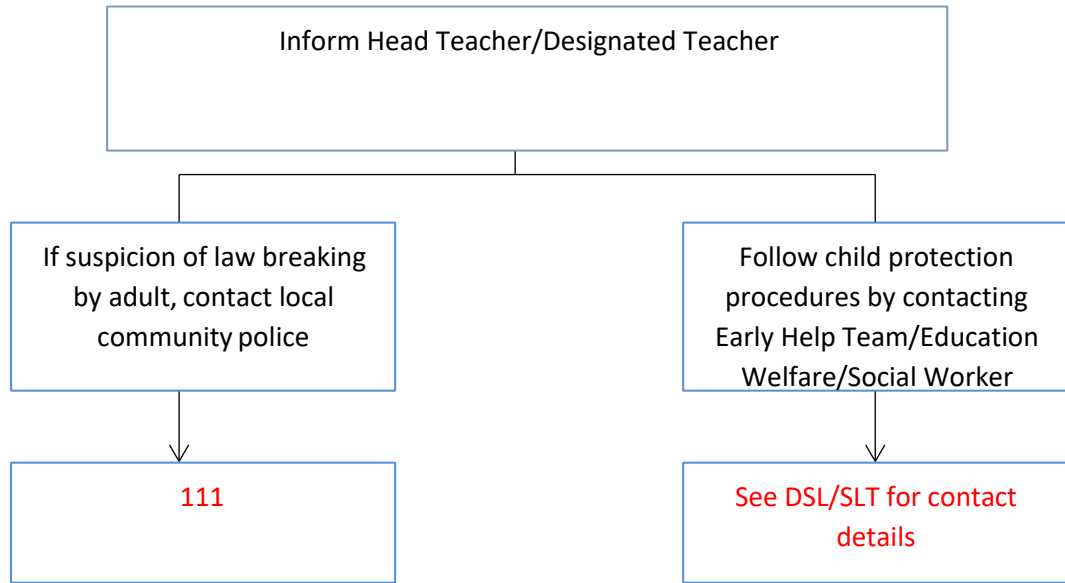 Inform Head Teacher/Designated Teacher
If suspicion of law breaking
by adult, contact local
community police
Follow child protection
procedures by contacting
Early Help Team/Education
Welfare/Social Worker
111
See DSL/SLT for contact
details